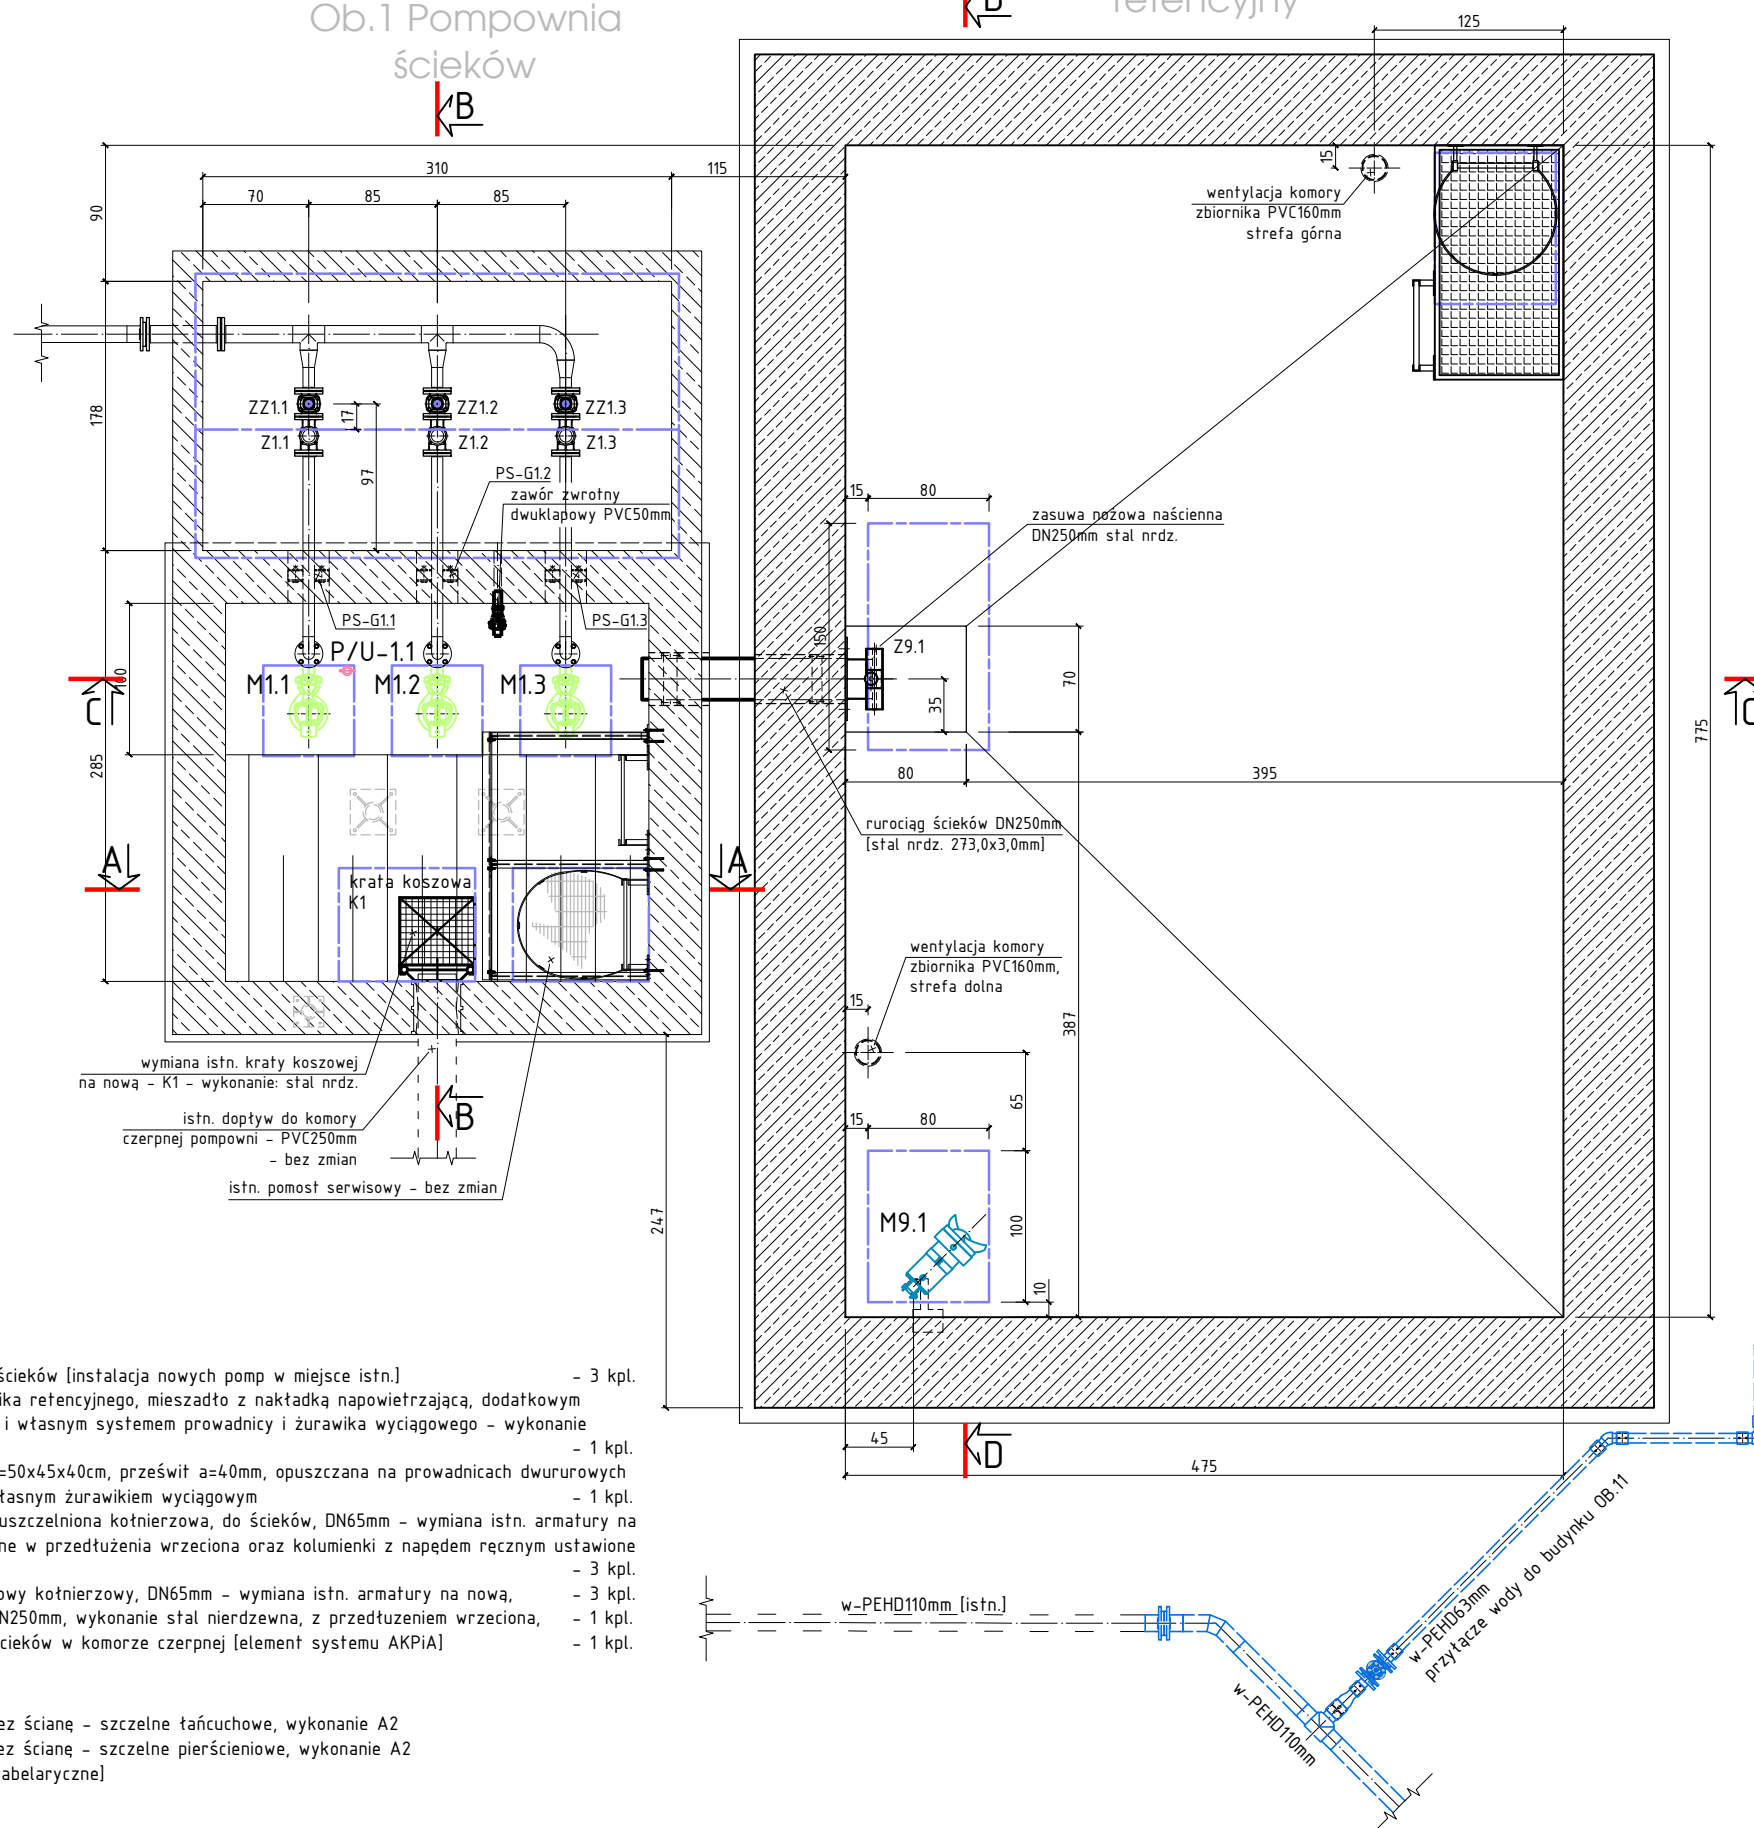 Ob.1 Pompownia
ścieków
retencyjny
D
B
125
310
115
70
85
85
90
15
wentylacja komory
zbiornika PVC160mm
strefa górna
178
ZZ1.1
ZZ1.2
ZZ1.3
17
Z1.1
Z1.2
Z1.3
97
PS-G1.2
zawór zwrotny
dwuklapowy PVC50mm
15
80
zasuwa nożowa naścienna
DN250mm stal nrdz.
PS-G1.1
PS-G1.3
P/U-1.1
150
Z9.1
M1.1
M1.2
M1.3
100
C
35
70
C
775
285
80
395
rurociąg ścieków DN250mm
[stal nrdz. 273,0x3,0mm]
A
A
krata koszowa
K1
wentylacja komory
zbiornika PVC160mm,
strefa dolna
15
387
wymiana istn. kraty koszowej
na nową - K1 - wykonanie: stal nrdz.
B
65
istn. dopływ do komory
czerpnej pompowni - PVC250mm
- bez zmian
15
80
istn. pomost serwisowy - bez zmian
247
M9.1
100
10
ścieków [instalacja nowych pomp w miejsce istn.] - 3 kpl.
ika retencyjnego, mieszadło z nakładką napowietrzającą, dodatkowym
i własnym systemem prowadnicy i żurawika wyciągowego - wykonanie
- 1 kpl.
=50x45x40cm, prześwit a=40mm, opuszczana na prowadnicach dwururowych
łasnym żurawikiem wyciągowym - 1 kpl.
uszczelniona kołnierzowa, do ścieków, DN65mm - wymiana istn. armatury na
ne w przedłużenia wrzeciona oraz kolumienki z napędem ręcznym ustawione
- 3 kpl.
owy kołnierzowy, DN65mm - wymiana istn. armatury na nową, - 3 kpl.
N250mm, wykonanie stal nierdzewna, z przedłuzeniem wrzeciona, - 1 kpl.
cieków w komorze czerpnej [element systemu AKPiA] - 1 kpl.
45
D
475
w-PEHD110mm [istn.]
w-PEHD63mm
przyłącze wody do budynku OB.11
w-PEHD110mm
ez ścianę - szczelne łańcuchowe, wykonanie A2
ez ścianę - szczelne pierścieniowe, wykonanie A2
abelaryczne]